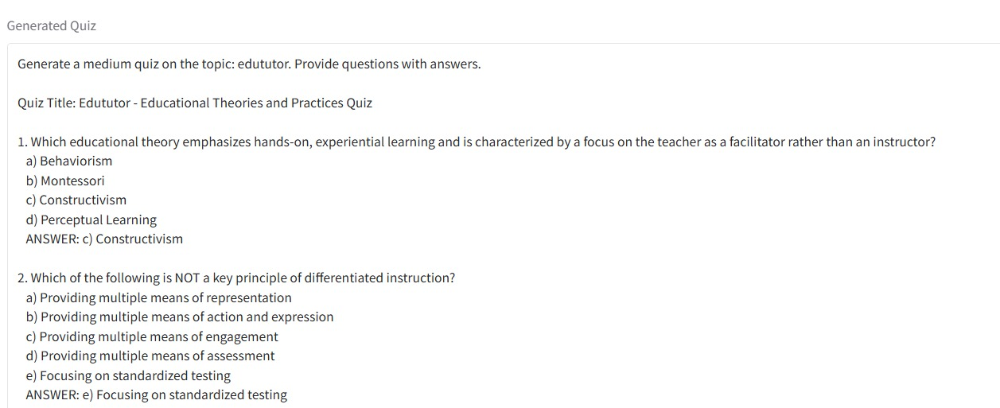 Generated Quiz
Generate a medium quiz on the topic: edututor. Provide questions with answers.
Quiz Title: Edututor - Educational Theories and Practices Quiz
1. Which educational theory emphasizes hands-on, experiential learning and is characterized by a focus on the teacher as a facilitator rather than an instructor?
a) Behaviorism
b) Montessori
c) Constructivism
d) Perceptual Learning
ANSWER: c) Constructivism
2. Which of the following is NOT a key principle of differentiated instruction?
a) Providing multiple means of representation
b) Providing multiple means of action and expression
c) Providing multiple means of engagement
d) Providing multiple means of assessment
e) Focusing on standardized testing
ANSWER: e) Focusing on standardized testing